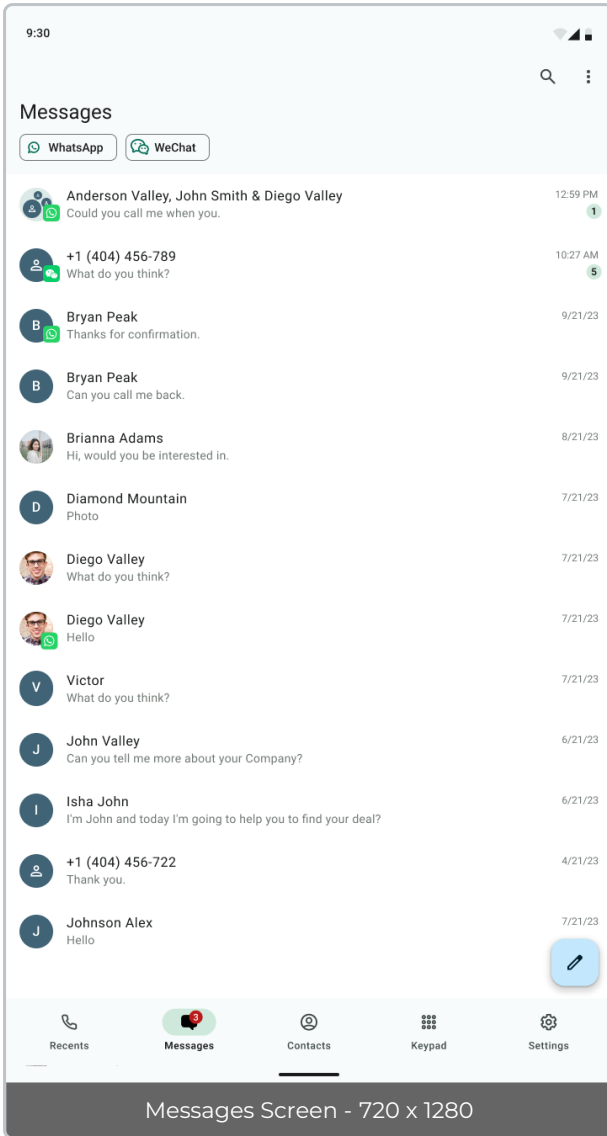 9:30
Messages
WhatsApp WeChat
Anderson Valley, John Smith & Diego Valley 12:59 PM
Could you call me when you. 1
+1 (404) 456-789 10:27 AM
What do you think? 5
Bryan Peak 9/21/23
Thanks for confirmation.
B
Bryan Peak 9/21/23
B
Can you call me back.
Brianna Adams 8/21/23
Hi, would you be interested in.
Diamond Mountain 7/21/23
D
Photo
Diego Valley 7/21/23
What do you think?
Diego Valley 7/21/23
Hello
Victor 7/21/23
V
What do you think?
John Valley 6/21/23
J
Can you tell me more about your Company?
Isha John 6/21/23
I
I'm John and today I'm going to help you to find your deal?
+1 (404) 456-722 4/21/23
Thank you.
Johnson Alex 7/21/23
J
Hello
3
Recents Messages Contacts Keypad Settings
Messages Screen - 720 x 1280